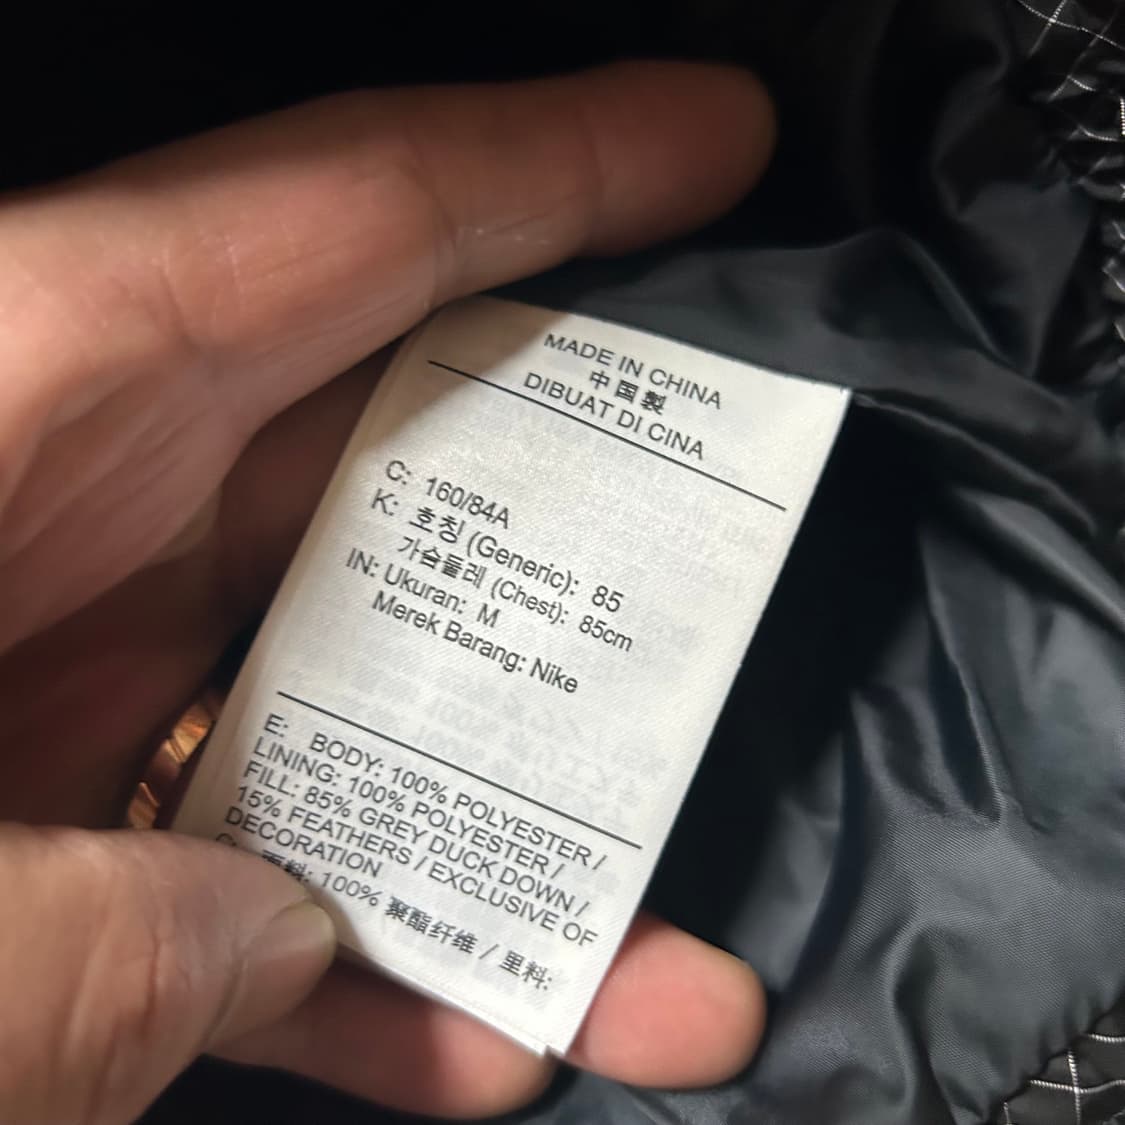 MADE IN CHINA
中国製
DIBUAT DI CINA
C: 160/84A
K: 호칭 (Generic): 85
가슴둘레 (Chest): 85cm
IN: Ukuran: M
Merek Barang: Nike
E: BODY: 100% POLYESTER /
LINING: 100% POLYESTER /
FILL: 85% GREY DUCK DOWN /
15% FEATHERS / EXCLUSIVE OF
DECORATION
面料: 100% 聚酯纤维 / 里料: